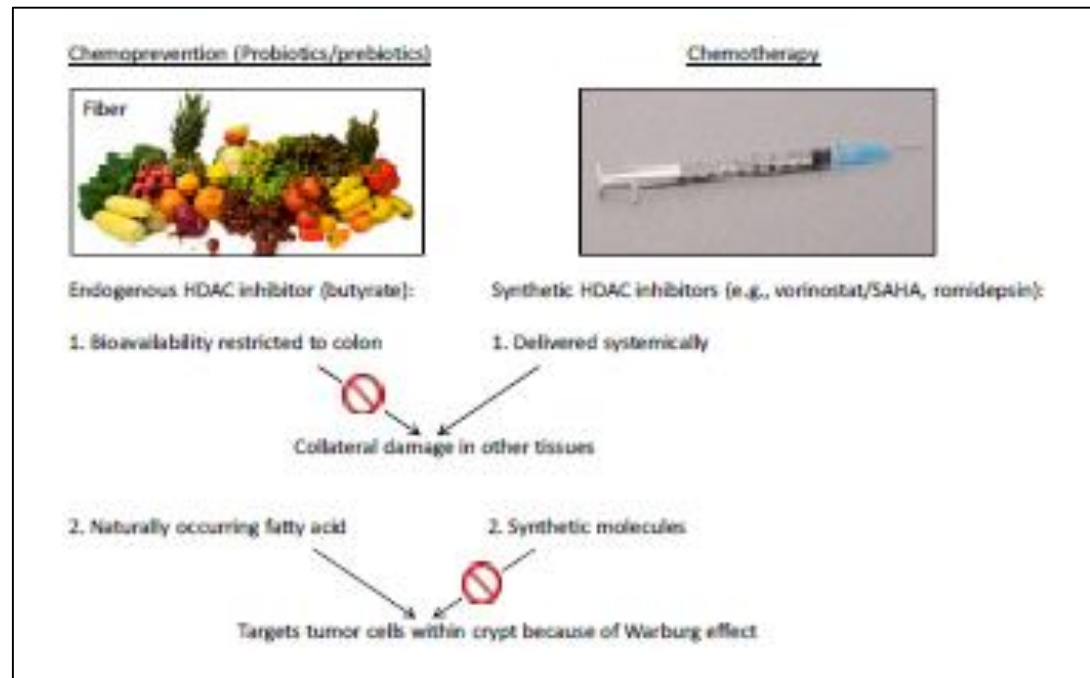 Chemoprevention (Probiotics/prebiotics)
Chemotherapy
Fiber
Endogenous HDAC inhibitor (butyrate):
Synthetic HDAC inhibitors (e.g., vorinostat/SAHA, romidepsin):
1. Bioavailability restricted to colon
1. Delivered systemically
Collateral damage in other tissues
2. Naturally occurring fatty acid
2. Synthetic molecules
Targets tumor cells within crypt because of Warburg effect